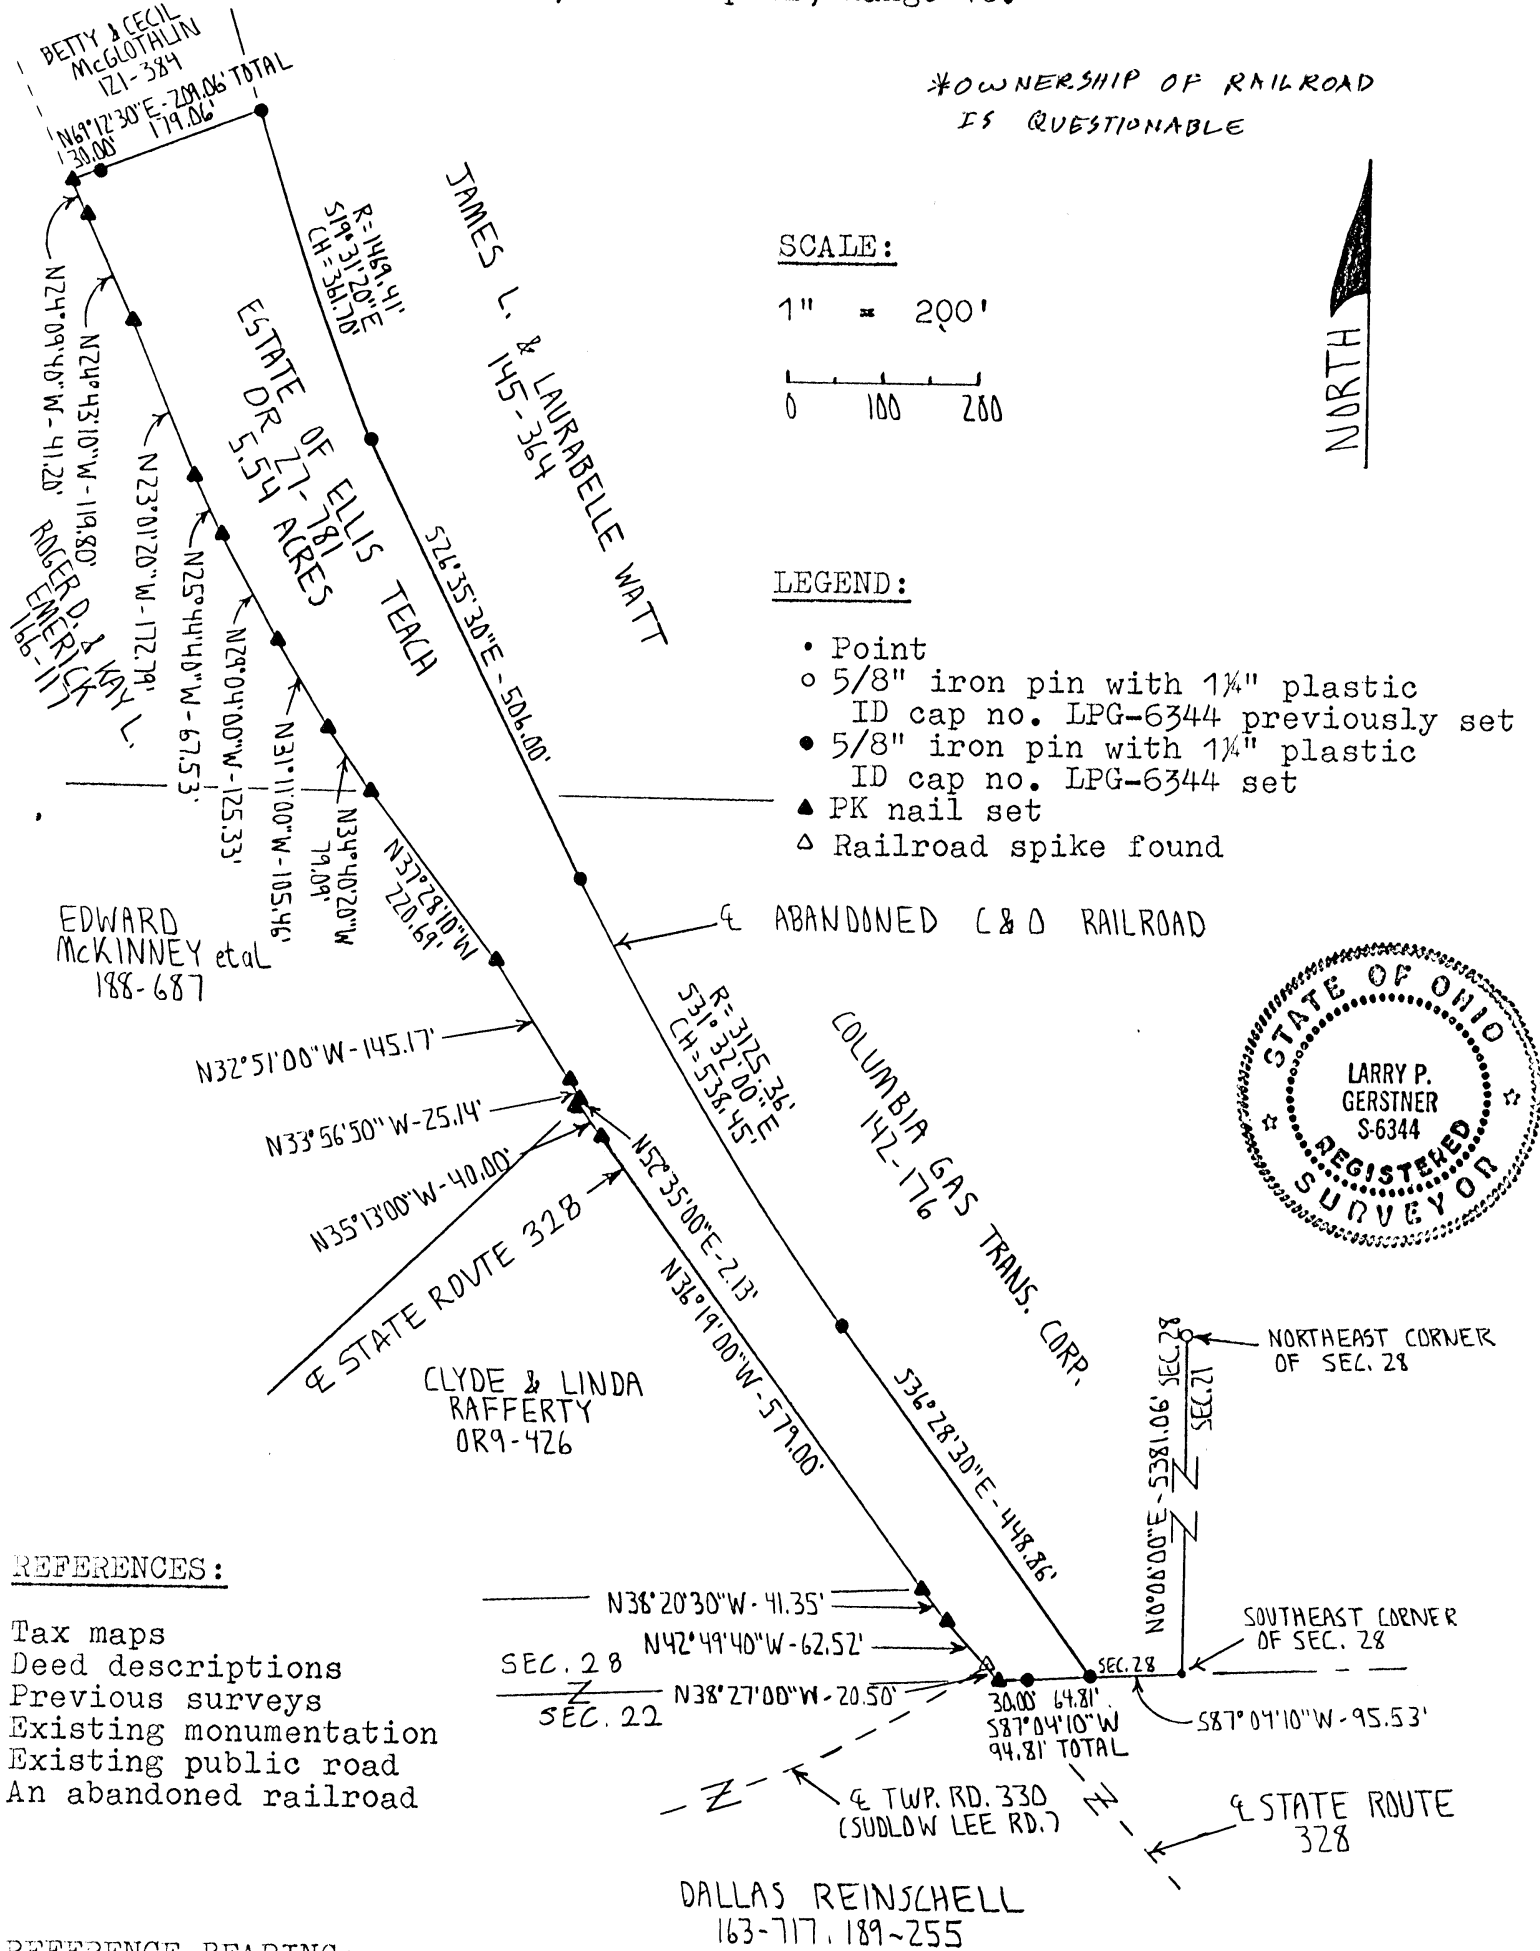 Range 18.
BETTY & CECIL
McGLOTHLIN
121-384
N69°12'30"E-209.06' TOTAL
179.06'
30.00'
*OWNERSHIP OF RAILROAD
IS QUESTIONABLE
JAMES L. & LAURABELLE WATT
145-364
R=1469.41'
S19°31'20"E
CH=361.70'
SCALE:
1" = 200'
0 100 200
NORTH
ESTATE OF ELLIS TEACH
DR 27-781
5.54 ACRES
N24°09'40"W-41.20'
N24°43'10"W-119.80'
N23°01'20"W-172.79'
N25°44'40"W-67.53'
N29°04'00"W-125.33'
N31°11'00"W-105.46'
N34°40'20"W
79.09'
ROGER D. & KAY L.
EMERICK
166-117
S26°35'30"E-506.00'
LEGEND:
• Point
○ 5/8" iron pin with 1¼" plastic
ID cap no. LPG-6344 previously set
● 5/8" iron pin with 1¼" plastic
ID cap no. LPG-6344 set
▲ PK nail set
△ Railroad spike found
N37°28'10"W
220.69'
EDWARD
McKINNEY etal
188-687
℄ ABANDONED C&O RAILROAD
STATE OF OHIO
LARRY P.
GERSTNER
S-6344
REGISTERED
SURVEYOR
R=3125.36'
S31°32'00"E
CH=538.45'
COLUMBIA GAS TRANS. CORP.
142-176
N32°51'00"W-145.17'
N33°56'50"W-25.14'
N35°13'00"W-40.00'
N52°35'00"E-2.13'
℄ STATE ROUTE 328
N36°19'00"W-579.00'
CLYDE & LINDA
RAFFERTY
OR9-426
S36°28'30"E-448.86'
NORTHEAST CORNER
OF SEC. 28
N0°00'00"E-5381.06' SEC.28
SEC.21
REFERENCES:
Tax maps
Deed descriptions
Previous surveys
Existing monumentation
Existing public road
An abandoned railroad
N38°20'30"W-41.35'
N42°49'40"W-62.52'
SEC. 28
SEC. 22
N38°27'00"W-20.50'
SOUTHEAST CORNER
OF SEC. 28
SEC.28
30.00' 64.81'
S87°04'10"W
94.81' TOTAL
S87°04'10"W-95.53'
℄ TWP. RD. 330
(SUDLOW LEE RD.)
℄ STATE ROUTE
328
DALLAS REINSCHELL
163-717, 189-255
REFERENCE BEARING: